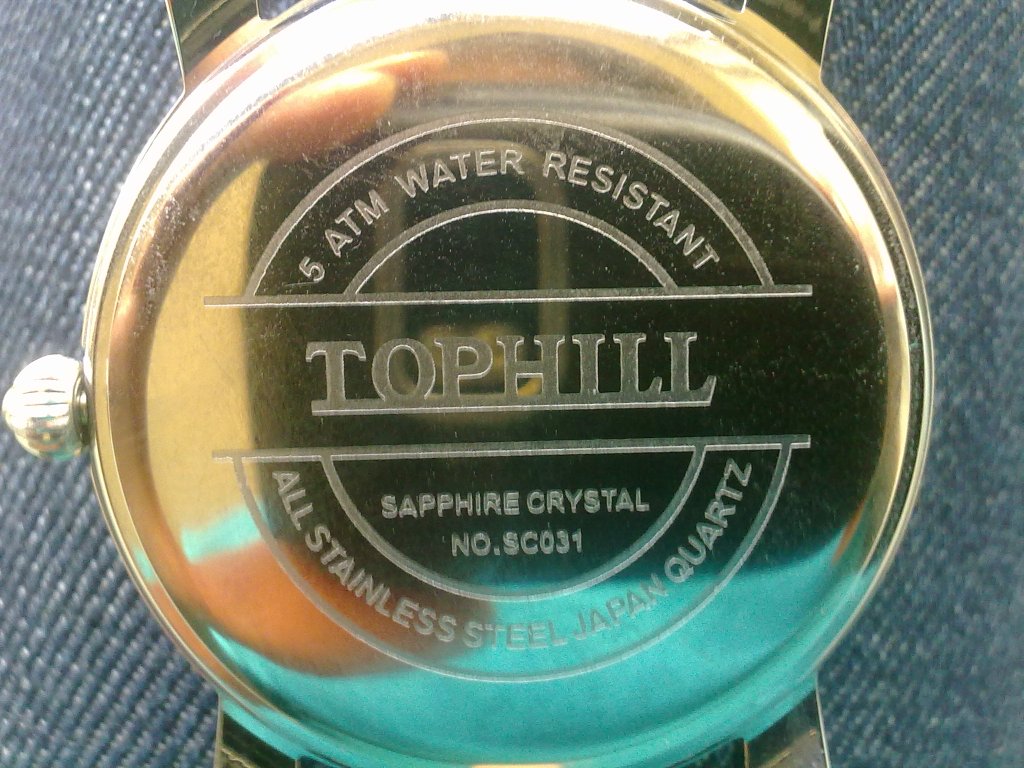 5 ATM WATER RESISTANT
TOPHILL
SAPPHIRE CRYSTAL
NO.SC031
ALL STAINLESS STEEL JAPAN QUARTZ